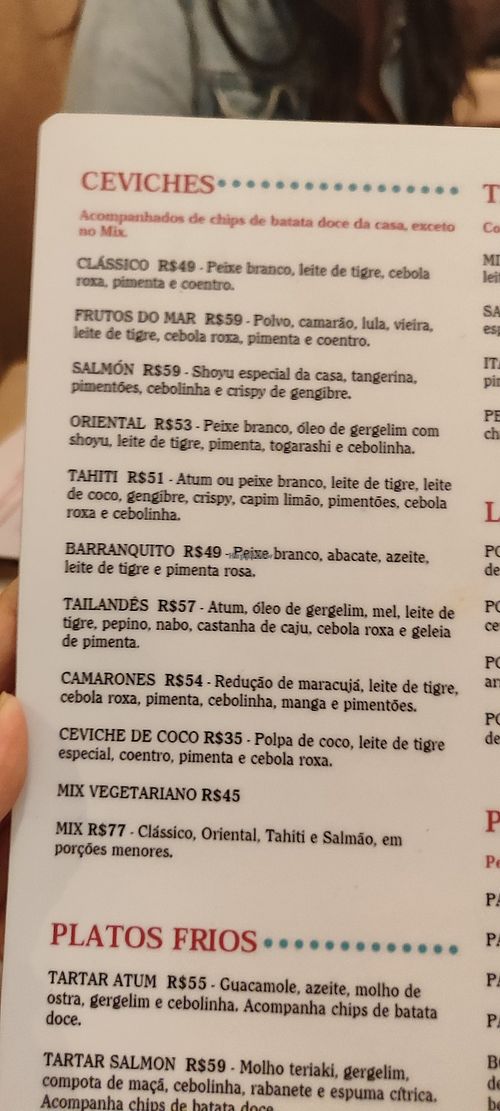 CEVICHES
Acompanhados de chips de batata doce da casa, exceto
no Mix.
CLÁSSICO R$49 - Peixe branco, leite de tigre, cebola
roxa, pimenta e coentro.
FRUTOS DO MAR R$59 - Polvo, camarão, lula, vieira,
leite de tigre, cebola roxa, pimenta e coentro.
SALMÓN R$59 - Shoyu especial da casa, tangerina,
pimentões, cebolinha e crispy de gengibre.
ORIENTAL R$53 - Peixe branco, óleo de gergelim com
shoyu, leite de tigre, pimenta, togarashi e cebolinha.
TAHITI R$51 - Atum ou peixe branco, leite de tigre, leite
de coco, gengibre, crispy, capim limão, pimentões, cebola
roxa e cebolinha.
BARRANQUITO R$49 - Peixe branco, abacate, azeite,
leite de tigre e pimenta rosa.
TAILANDÊS R$57 - Atum, óleo de gergelim, mel, leite de
tigre, pepino, nabo, castanha de caju, cebola roxa e geleia
de pimenta.
CAMARONES R$54 - Redução de maracujá, leite de tigre,
cebola roxa, pimenta, cebolinha, manga e pimentões.
CEVICHE DE COCO R$35 - Polpa de coco, leite de tigre
especial, coentro, pimenta e cebola roxa.
MIX VEGETARIANO R$45
MIX R$77 - Clássico, Oriental, Tahiti e Salmão, em
porções menores.
PLATOS FRIOS
TARTAR ATUM R$55 - Guacamole, azeite, molho de
ostra, gergelim e cebolinha. Acompanha chips de batata
doce.
TARTAR SALMON R$59 - Molho teriaki, gergelim,
compota de maçã, cebolinha, rabanete e espuma cítrica.
Acompanha chips de batata doce